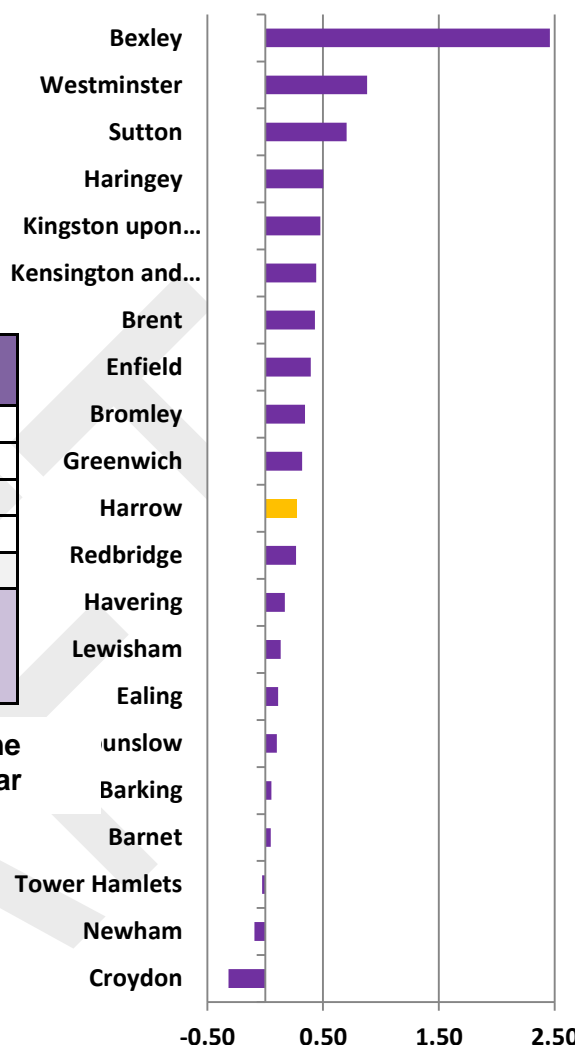 Bexley
Westminster
Sutton
Haringey
Kingston upon…
Kensington and…
Brent
Enfield
Bromley
Greenwich
Harrow
Redbridge
Havering
Lewisham
Ealing
unslow
Barking
Barnet
Tower Hamlets
Newham
Croydon
-0.50 0.50 1.50 2.50